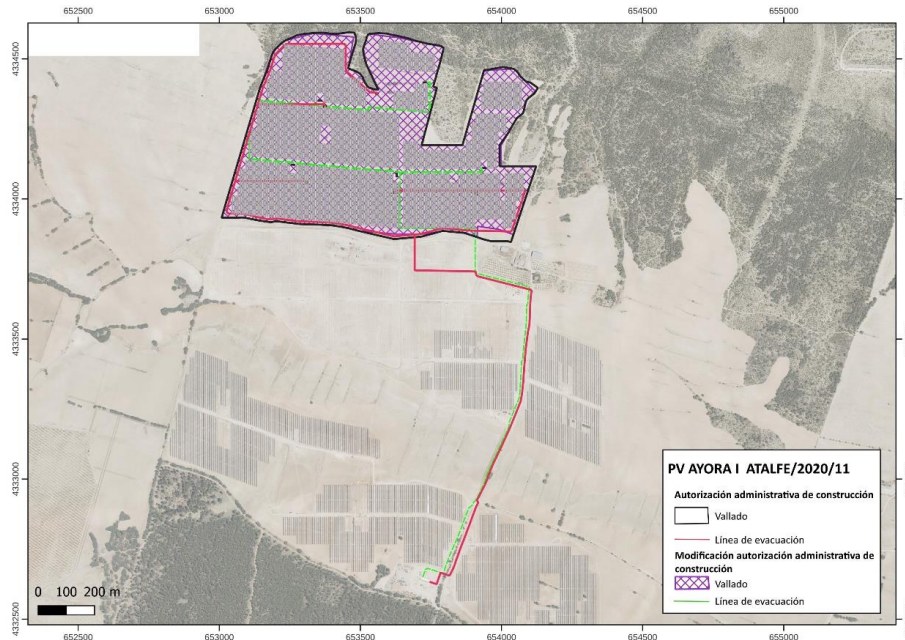 652500 653000 653500 654000 654500 655000
4334500
4334000
4333500
4333000
4332500
PV AYORA I ATALFE/2020/11
Autorización administrativa de construcción
Vallado
Línea de evacuación
Modificación autorización administrativa de
construcción
Vallado
Línea de evacuación
0 100 200 m
652500 653000 653500 654000 654500 655000